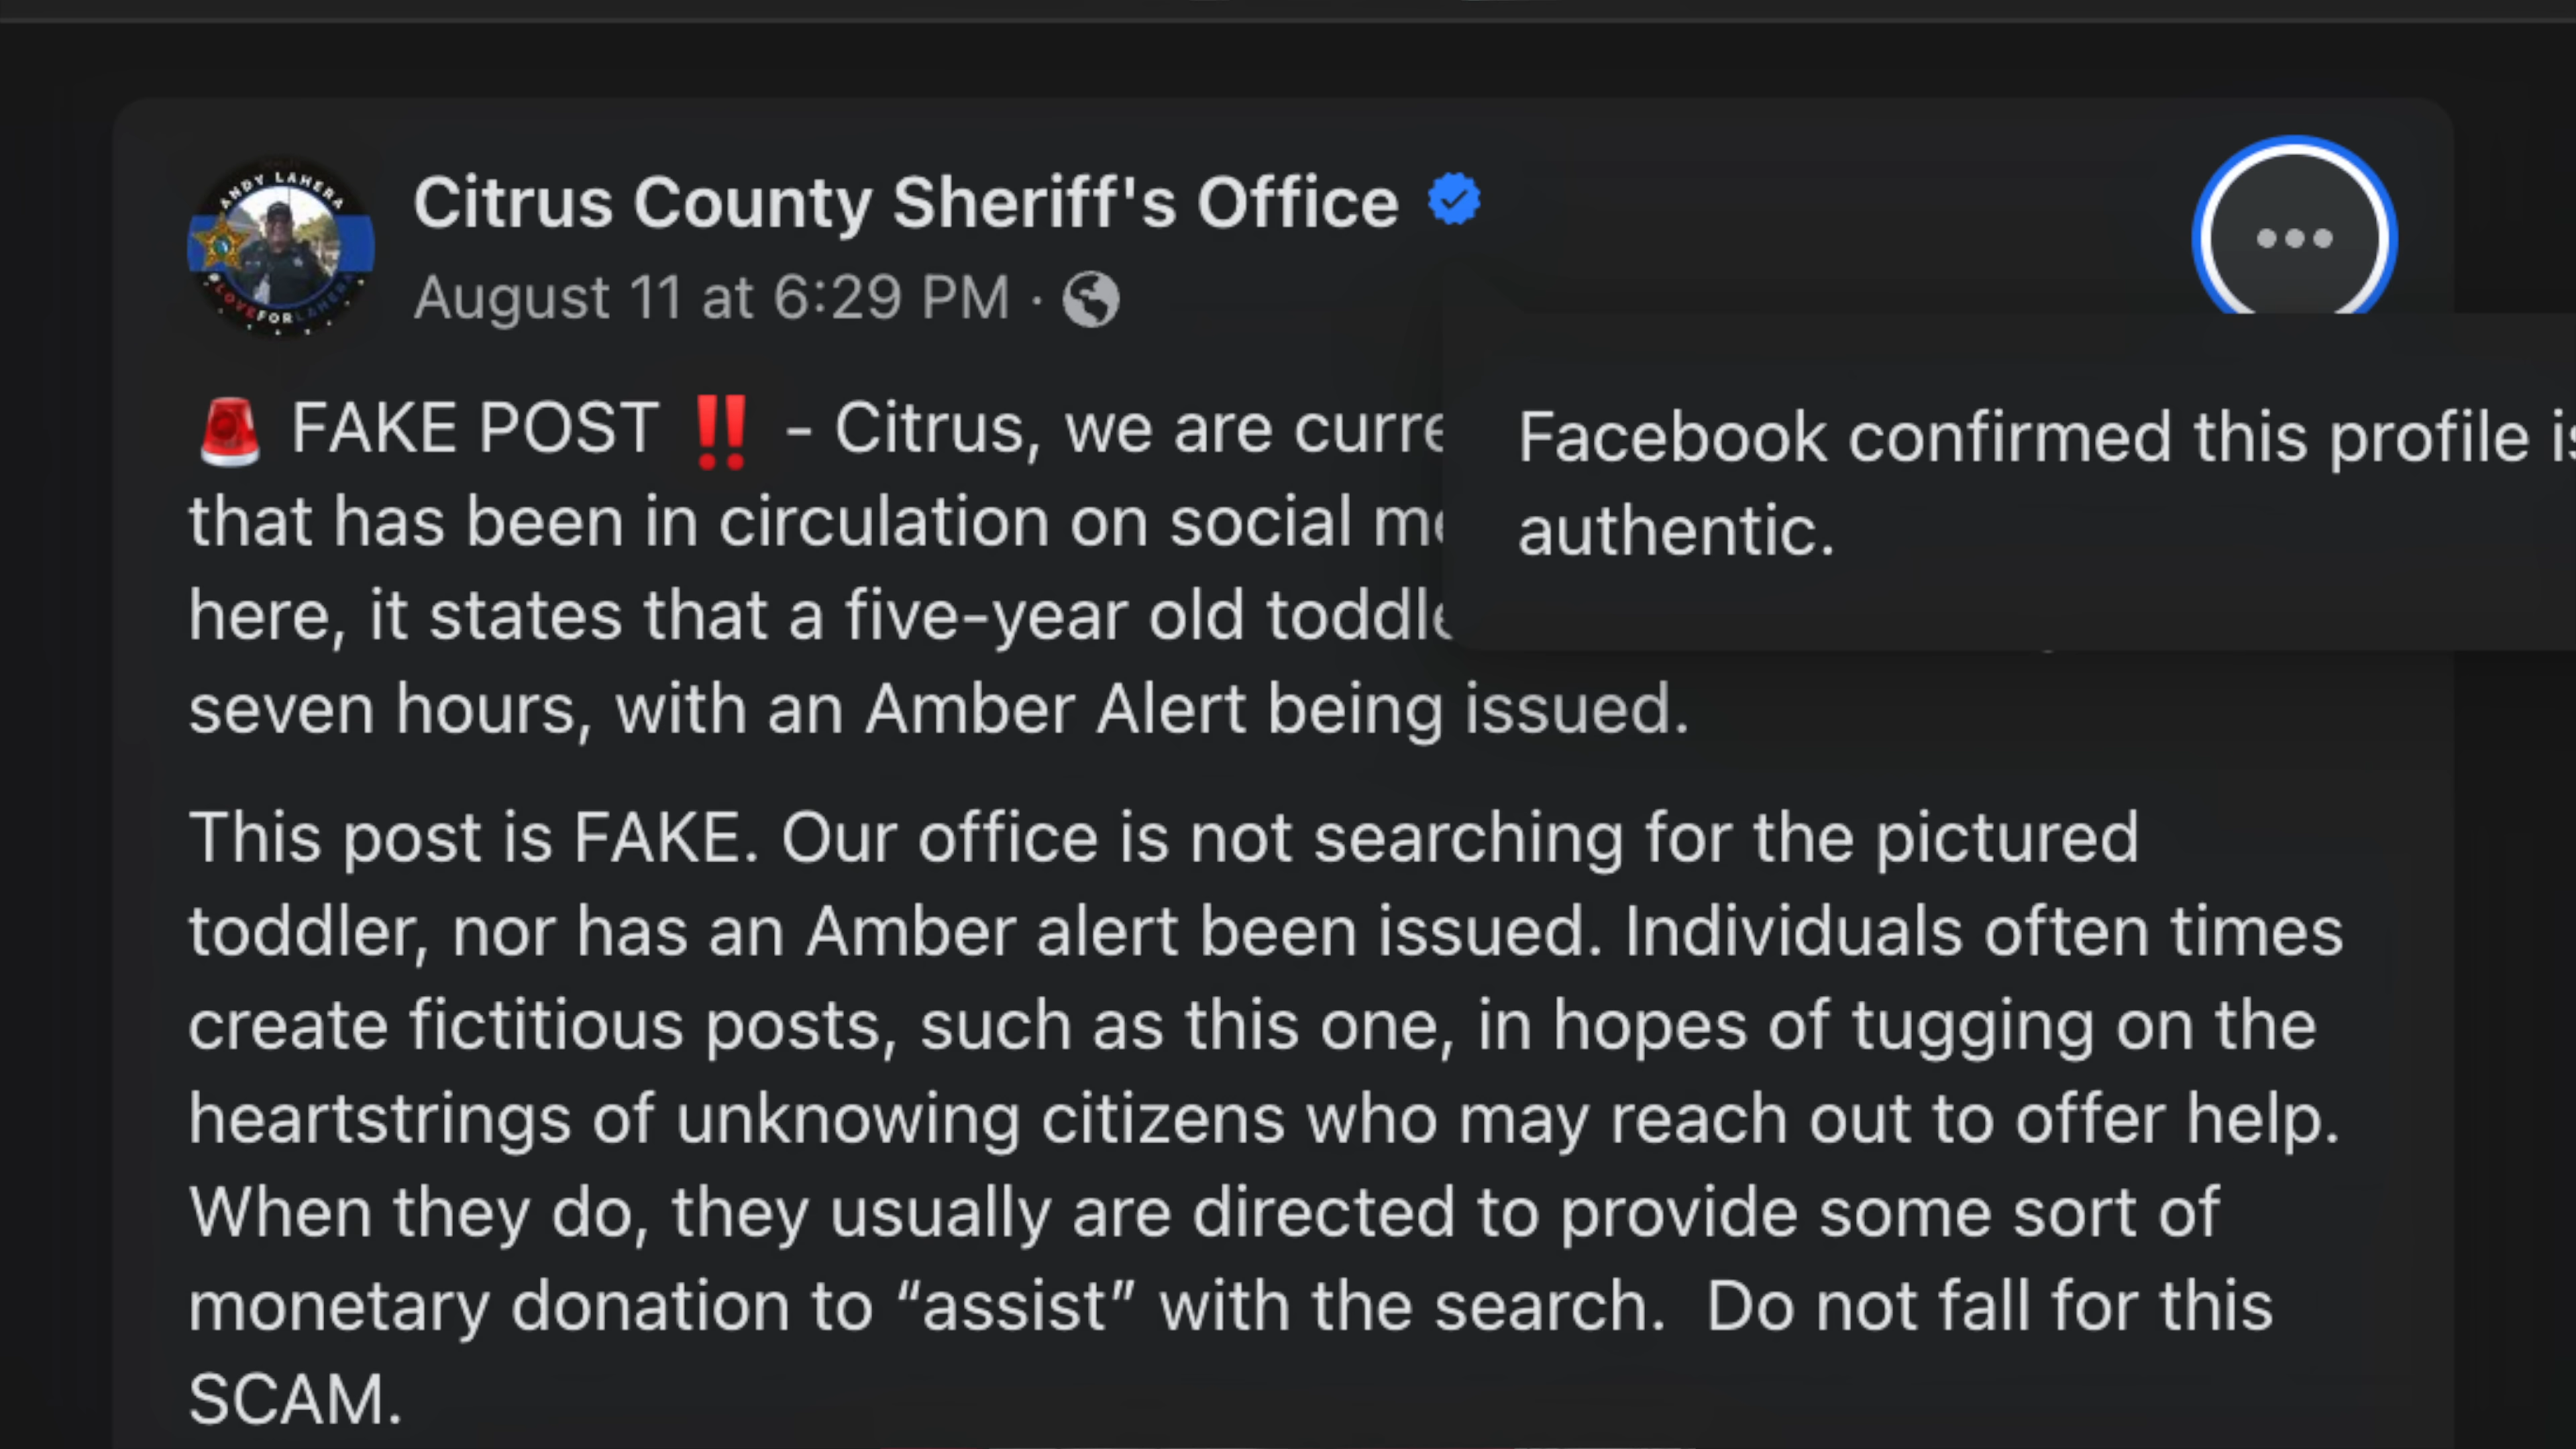 ANDY LAHERA
LOVEFORLAHERA
Citrus County Sheriff's Office
August 11 at 6:29 PM ·
FAKE POST ‼ - Citrus, we are
that has been in circulation on social
here, it states that a five-year old
seven hours, with an Amber Alert being issued.
Facebook confirmed this profile
authentic.
This post is FAKE. Our office is not searching for the pictured
toddler, nor has an Amber alert been issued. Individuals often times
create fictitious posts, such as this one, in hopes of tugging on the
heartstrings of unknowing citizens who may reach out to offer help.
When they do, they usually are directed to provide some sort of
monetary donation to “assist” with the search.  Do not fall for this
SCAM.